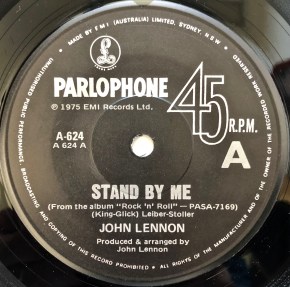 MADE BY E M I (AUSTRALIA) LIMITED, SYDNEY, N.S.W.
PARLOPHONE
45
R.P.M.
℗ 1975 EMI Records Ltd.
A-624
A 624 A
A
STAND BY ME
(From the album "Rock 'n' Roll" — PASA-7169)
(King-Glick) Leiber-Stoller
JOHN LENNON
Produced & arranged by
John Lennon
UNAUTHORISED PUBLIC PERFORMANCE, BROADCASTING AND COPYING OF THIS RECORD PROHIBITED • ALL RIGHTS OF THE MANUFACTURER AND OF THE OWNER OF THE RECORDED WORK RESERVED